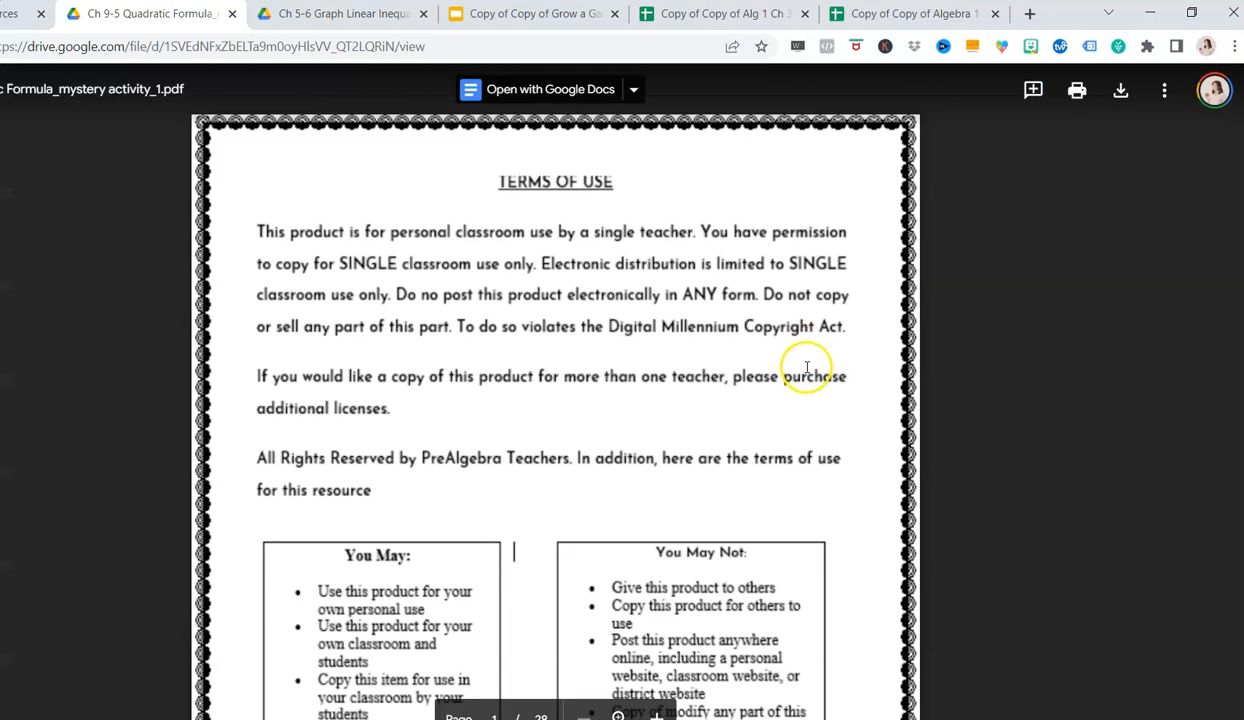 rces
Ch 9-5 Quadratic Formula_
Ch 5-6 Graph Linear Inequa
Copy of Copy of Grow a Ga
Copy of Copy of Alg 1 Ch 3
Copy of Copy of Algebra 1
ps://drive.google.com/file/d/1SVEdNFxZbELTa9m0oyHlsVV_QT2LQRiN/view
c Formula_mystery activity_1.pdf
Open with Google Docs
TERMS OF USE
This product is for personal classroom use by a single teacher. You have permission
to copy for SINGLE classroom use only. Electronic distribution is limited to SINGLE
classroom use only. Do no post this product electronically in ANY form. Do not copy
or sell any part of this part. To do so violates the Digital Millennium Copyright Act.
If you would like a copy of this product for more than one teacher, please purchase
additional licenses.
All Rights Reserved by PreAlgebra Teachers. In addition, here are the terms of use
for this resource
You May:
• Use this product for your
own personal use
• Use this product for your
own classroom and
students
• Copy this item for use in
your classroom by your
students
You May Not:
• Give this product to others
• Copy this product for others to
use
• Post this product anywhere
online, including a personal
website, classroom website, or
district website
• Copy of modify any part of this
Page 1 / 28